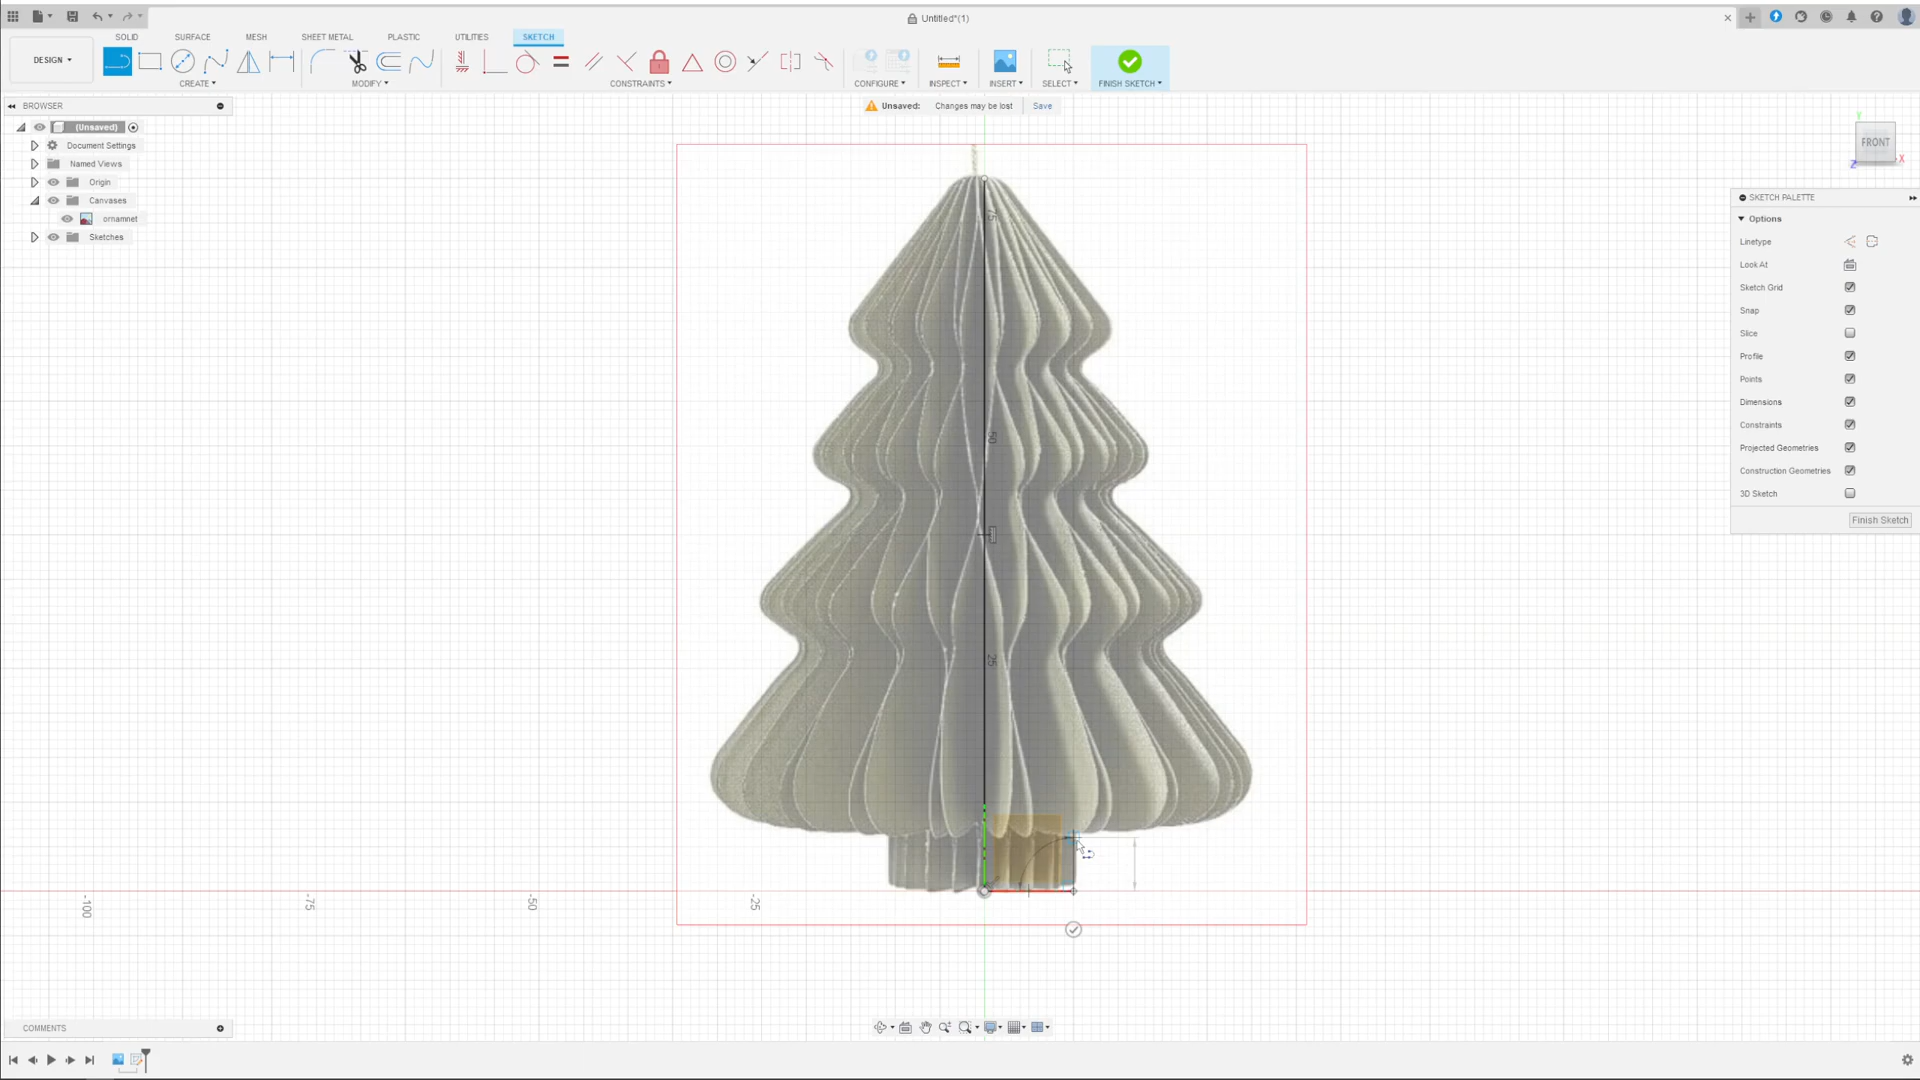 Untitled*(1)
SOLID SURFACE MESH SHEET METAL PLASTIC UTILITIES SKETCH
DESIGN
CREATE MODIFY CONSTRAINTS CONFIGURE INSPECT INSERT SELECT FINISH SKETCH
BROWSER
Unsaved: Changes may be lost Save
(Unsaved)
Document Settings
Named Views
Origin
Canvases
ornamnet
Sketches
Y
FRONT
X
Z
SKETCH PALETTE
Options
Linetype
Look At
Sketch Grid
Snap
Slice
Profile
Points
Dimensions
Constraints
Projected Geometries
Construction Geometries
3D Sketch
Finish Sketch
75
50
25
-100
-75
-50
-25
COMMENTS